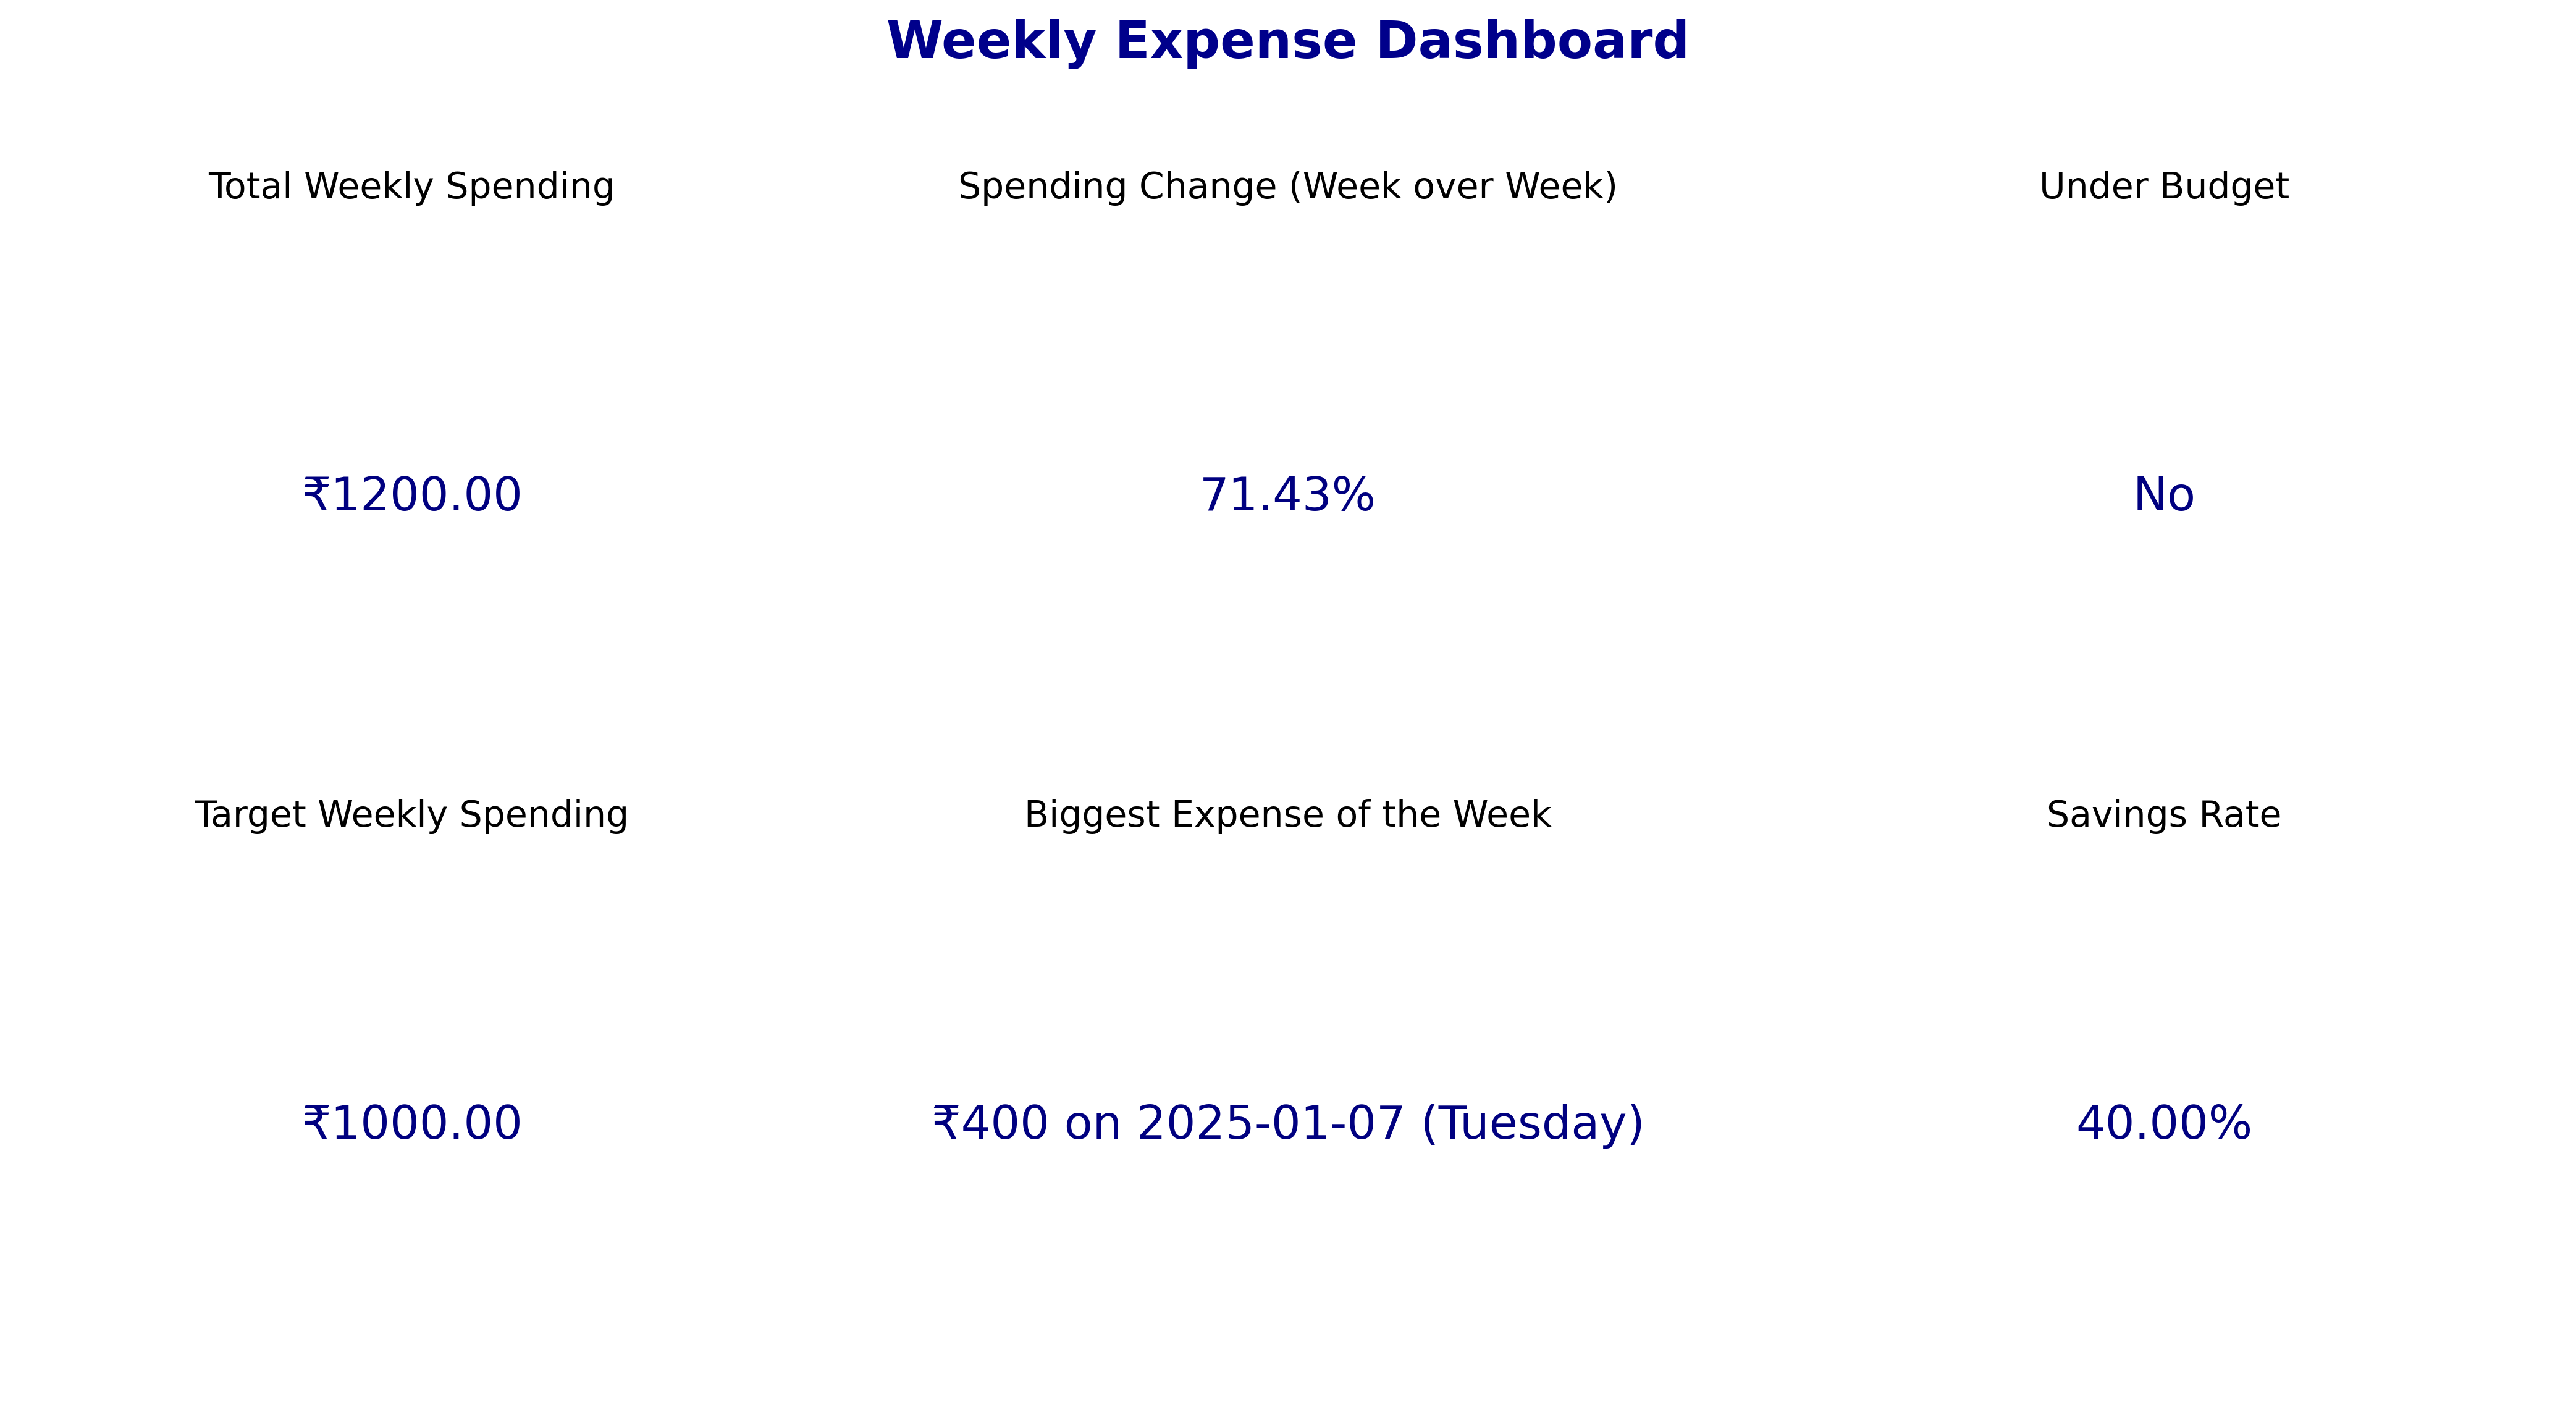 Weekly Expense Dashboard
Total Weekly Spending
Spending Change (Week over Week)
Under Budget
₹1200.00
71.43%
No
Target Weekly Spending
Biggest Expense of the Week
Savings Rate
₹1000.00
₹400 on 2025-01-07 (Tuesday)
40.00%